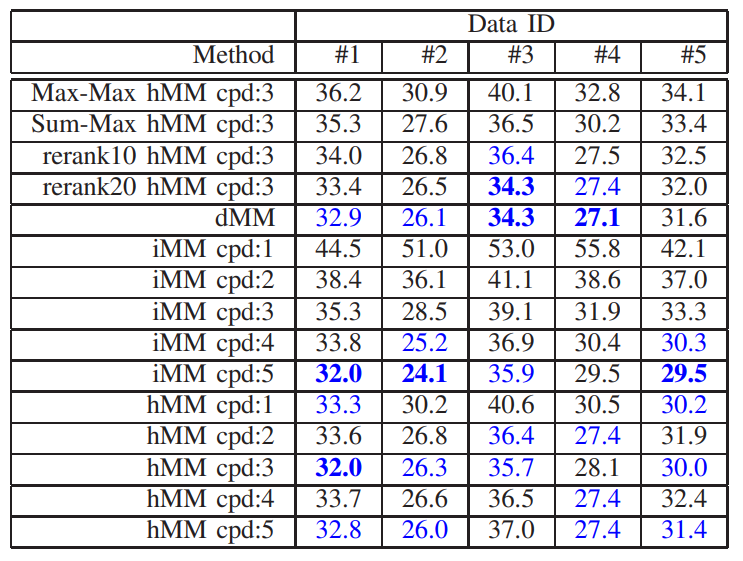 Data ID
Method #1 #2 #3 #4 #5
Max-Max hMM cpd:3 36.2 30.9 40.1 32.8 34.1
Sum-Max hMM cpd:3 35.3 27.6 36.5 30.2 33.4
rerank10 hMM cpd:3 34.0 26.8 36.4 27.5 32.5
rerank20 hMM cpd:3 33.4 26.5 34.3 27.4 32.0
dMM 32.9 26.1 34.3 27.1 31.6
iMM cpd:1 44.5 51.0 53.0 55.8 42.1
iMM cpd:2 38.4 36.1 41.1 38.6 37.0
iMM cpd:3 35.3 28.5 39.1 31.9 33.3
iMM cpd:4 33.8 25.2 36.9 30.4 30.3
iMM cpd:5 32.0 24.1 35.9 29.5 29.5
hMM cpd:1 33.3 30.2 40.6 30.5 30.2
hMM cpd:2 33.6 26.8 36.4 27.4 31.9
hMM cpd:3 32.0 26.3 35.7 28.1 30.0
hMM cpd:4 33.7 26.6 36.5 27.4 32.4
hMM cpd:5 32.8 26.0 37.0 27.4 31.4